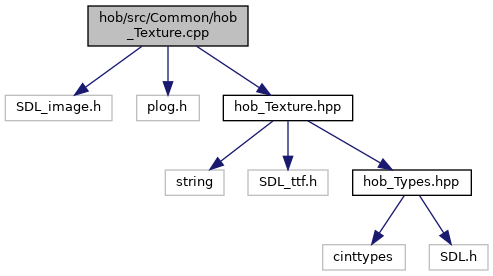 hob/src/Common/hob
_Texture.cpp
SDL_image.h
plog.h
hob_Texture.hpp
string
SDL_ttf.h
hob_Types.hpp
cinttypes
SDL.h